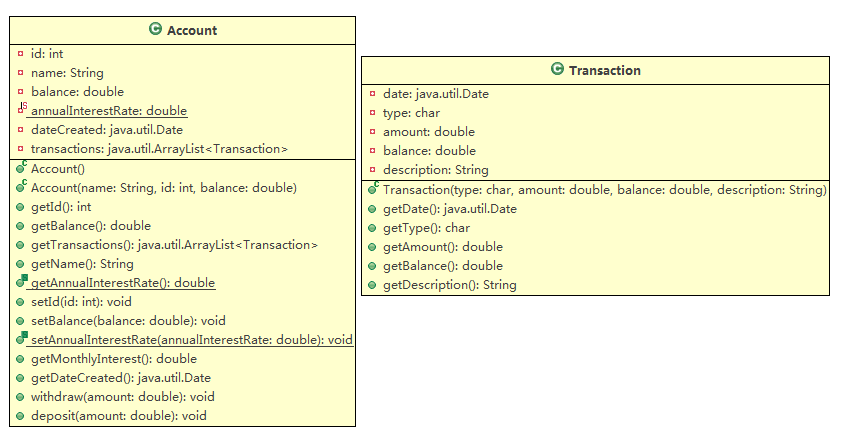 Account
id: int
name: String
balance: double
annualInterestRate: double
dateCreated: java.util.Date
transactions: java.util.ArrayList<Transaction>
Account()
Account(name: String, id: int, balance: double)
getId(): int
getBalance(): double
getTransactions(): java.util.ArrayList<Transaction>
getName(): String
getAnnualInterestRate(): double
setId(id: int): void
setBalance(balance: double): void
setAnnualInterestRate(annualInterestRate: double): void
getMonthlyInterest(): double
getDateCreated(): java.util.Date
withdraw(amount: double): void
deposit(amount: double): void
Transaction
date: java.util.Date
type: char
amount: double
balance: double
description: String
Transaction(type: char, amount: double, balance: double, description: String)
getDate(): java.util.Date
getType(): char
getAmount(): double
getBalance(): double
getDescription(): String